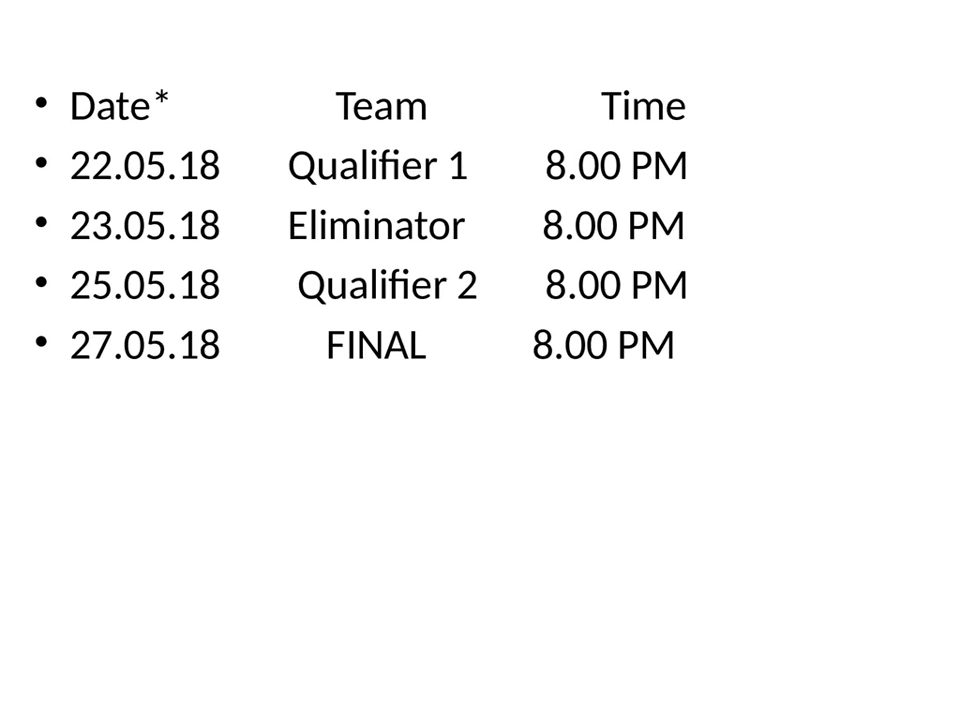 • Date* Team Time
• 22.05.18 Qualifier 1 8.00 PM
• 23.05.18 Eliminator 8.00 PM
• 25.05.18 Qualifier 2 8.00 PM
• 27.05.18 FINAL 8.00 PM